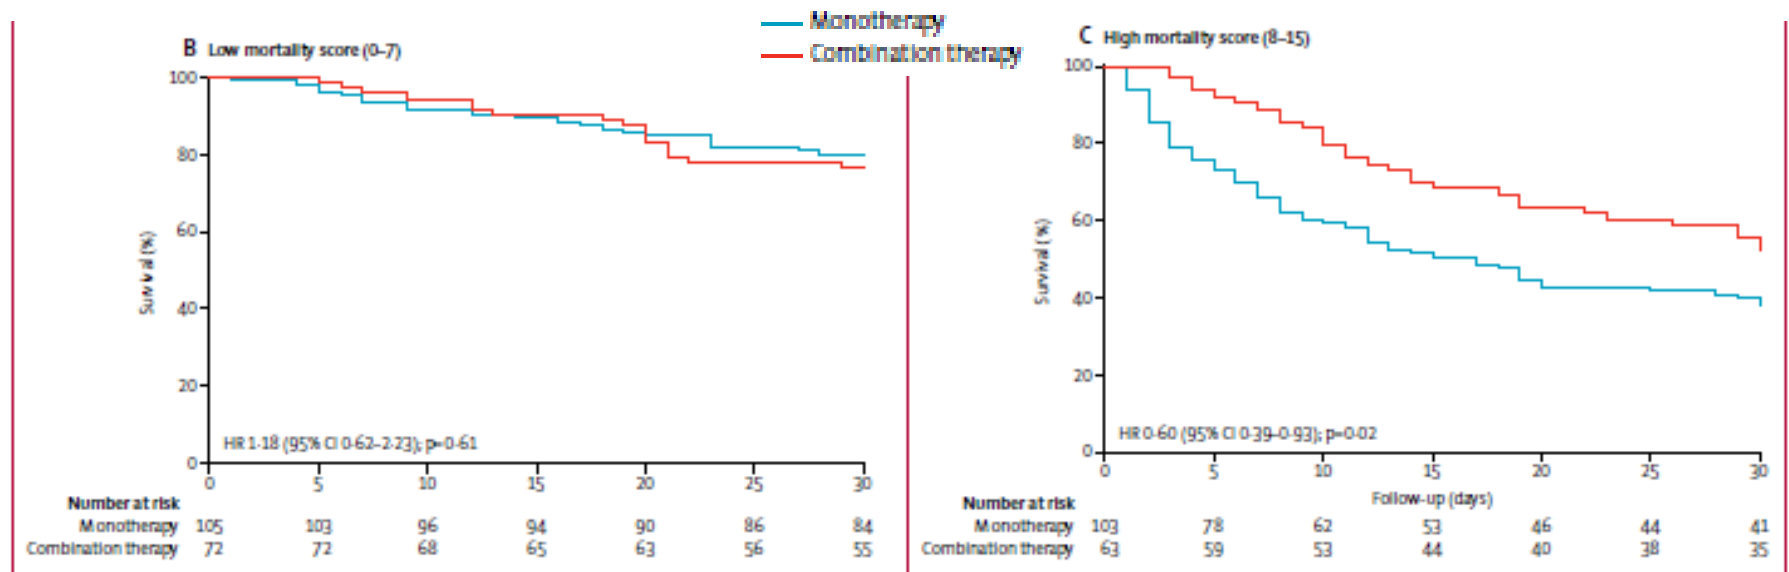 Monotherapy
Combination therapy
B Low mortality score (0–7)
100
80
60
40
20
0
Survival (%)
HR 1·18 (95% CI 0·62–2·23); p=0·61
0 5 10 15 20 25 30
Number at risk
Monotherapy 105 103 96 94 90 86 84
Combination therapy 72 72 68 65 63 56 55
C High mortality score (8–15)
100
80
60
40
20
0
Survival (%)
HR 0·60 (95% CI 0·39–0·93); p=0·02
0 5 10 15 20 25 30
Follow-up (days)
Number at risk
Monotherapy 103 78 62 53 46 44 41
Combination therapy 63 59 53 44 40 38 35